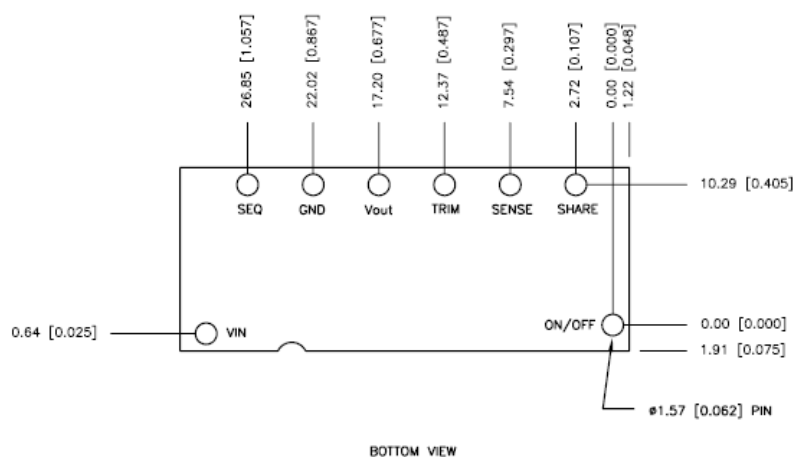 26.85 [1.057]
22.02 [0.867]
17.20 [0.677]
12.37 [0.487]
7.54 [0.297]
2.72 [0.107]
0.00 [0.000]
1.22 [0.048]
SEQ
GND
Vout
TRIM
SENSE
SHARE
10.29 [0.405]
0.64 [0.025]
VIN
ON/OFF
0.00 [0.000]
1.91 [0.075]
ø1.57 [0.062] PIN
BOTTOM VIEW